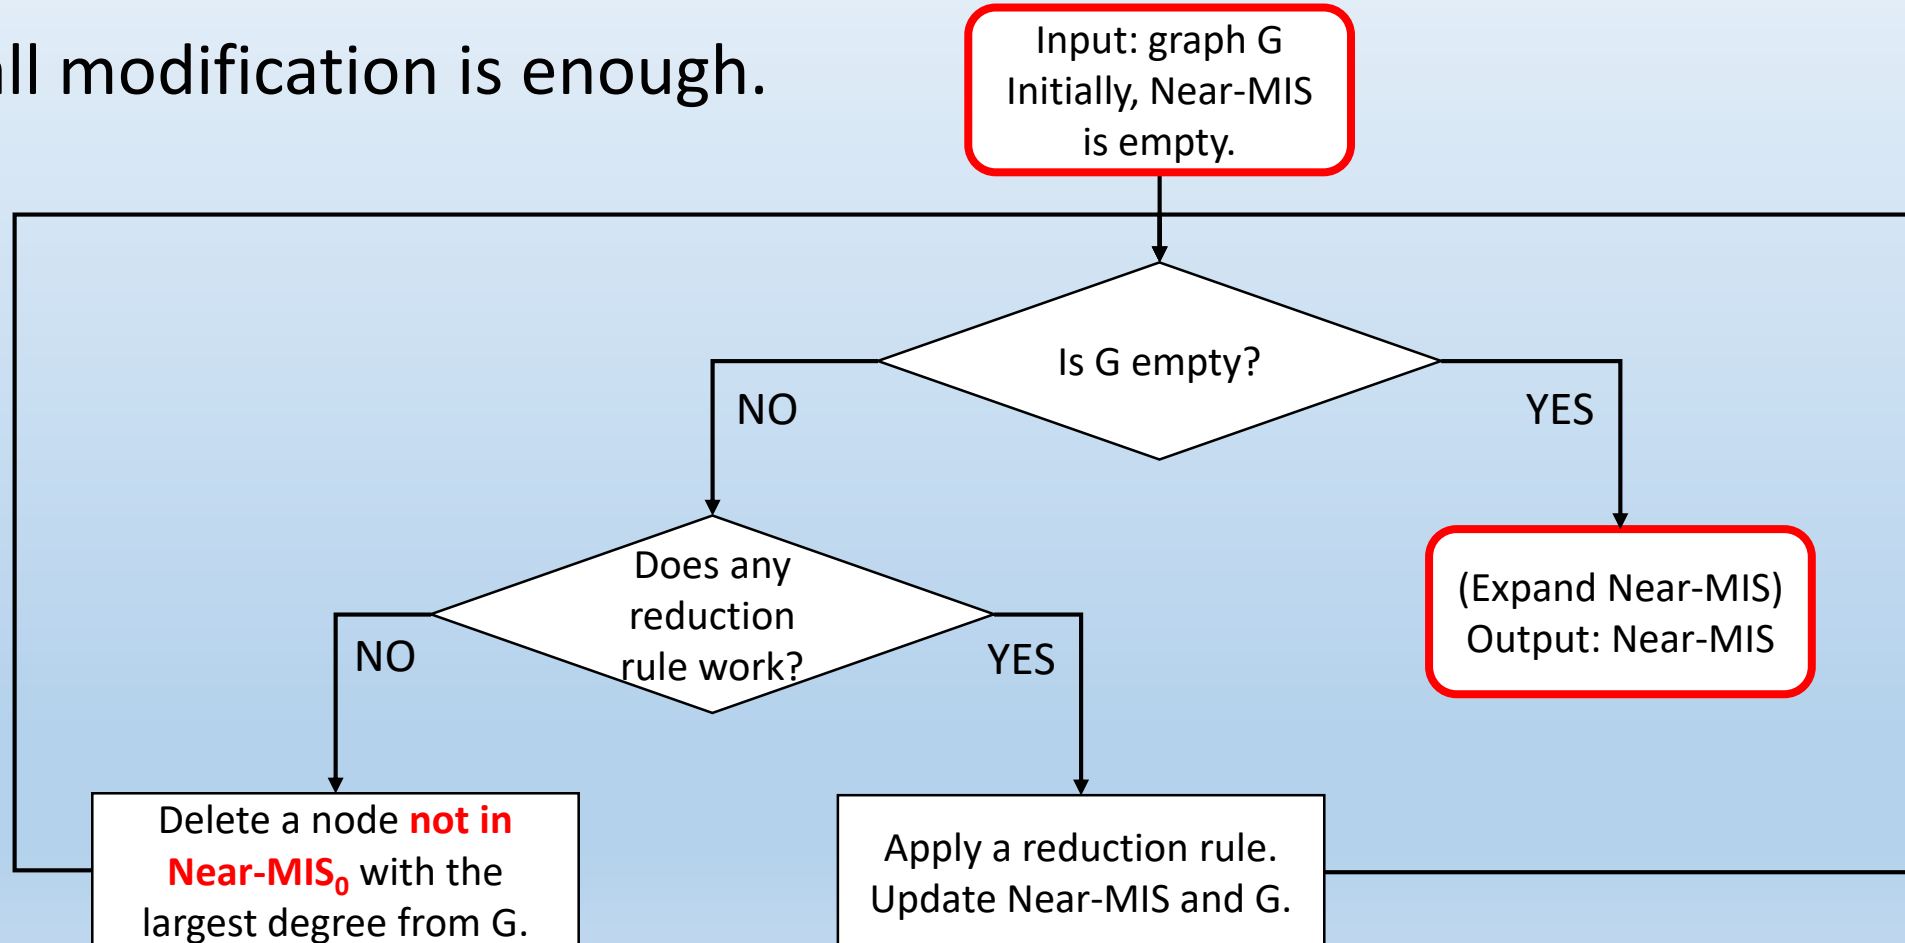 all modification is enough.
Input: graph G
Initially, Near-MIS
is empty.
Is G empty?
NO
YES
Does any
reduction
rule work?
NO
YES
(Expand Near-MIS)
Output: Near-MIS
Delete a node not in
Near-MIS₀ with the
largest degree from G.
Apply a reduction rule.
Update Near-MIS and G.